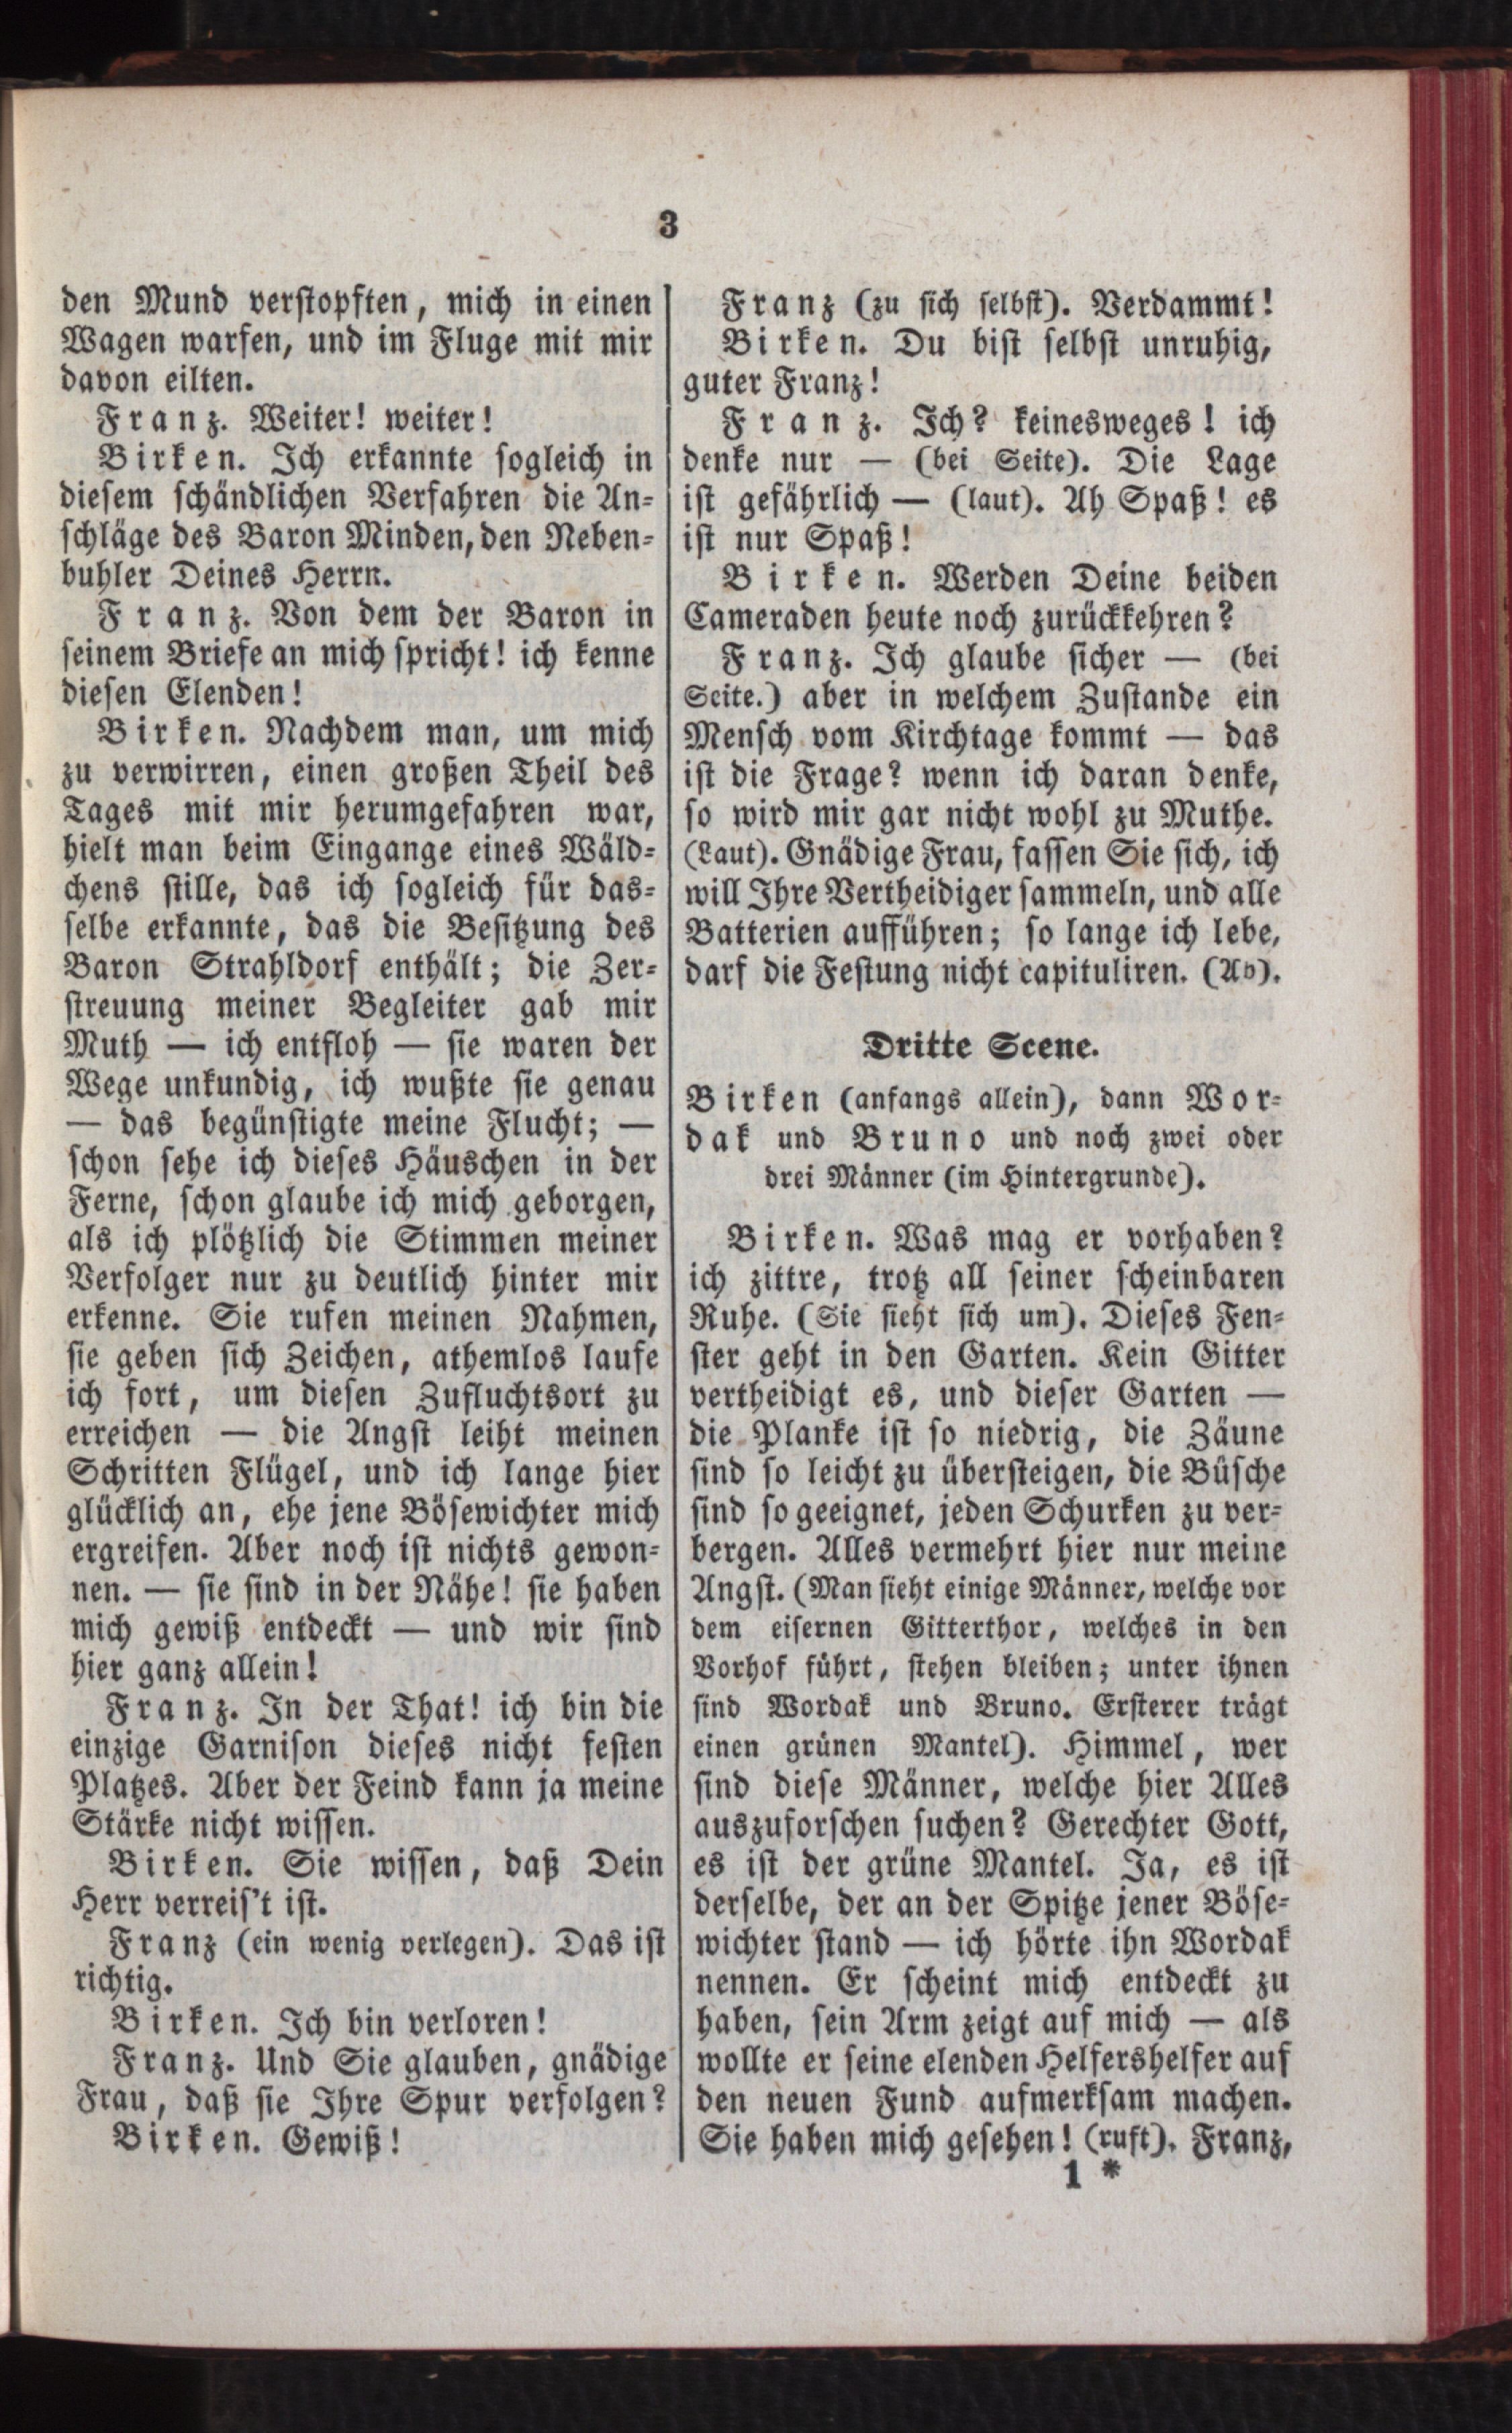 3
den Mund verstopften, mich in einen
Wagen warfen, und im Fluge mit mir
davon eilten.
Franz. Weiter! weiter!
Birken. Ich erkannte sogleich in
diesem schändlichen Verfahren die An-
schläge des Baron Minden, den Neben-
buhler Deines Herrn.
Franz. Von dem der Baron in
seinem Briefe an mich spricht! ich kenne
diesen Elenden!
Birken. Nachdem man, um mich
zu verwirren, einen großen Theil des
Tages mit mir herumgefahren war,
hielt man beim Eingange eines Wäld-
chens stille, das ich sogleich für das-
selbe erkannte, das die Besitzung des
Baron Strahldorf enthält; die Zer-
streuung meiner Begleiter gab mir
Muth — ich entfloh — sie waren der
Wege unkundig, ich wußte sie genau
— das begünstigte meine Flucht; —
schon sehe ich dieses Häuschen in der
Ferne, schon glaube ich mich geborgen,
als ich plötzlich die Stimmen meiner
Verfolger nur zu deutlich hinter mir
erkenne. Sie rufen meinen Nahmen,
sie geben sich Zeichen, athemlos laufe
ich fort, um diesen Zufluchtsort zu
erreichen — die Angst leiht meinen
Schritten Flügel, und ich lange hier
glücklich an, ehe jene Bösewichter mich
ergreifen. Aber noch ist nichts gewon-
nen. — sie sind in der Nähe! sie haben
mich gewiß entdeckt — und wir sind
hier ganz allein!
Franz. In der That! ich bin die
einzige Garnison dieses nicht festen
Platzes. Aber der Feind kann ja meine
Stärke nicht wissen.
Birken. Sie wissen, daß Dein
Herr verreis't ist.
Franz (ein wenig verlegen). Das ist
richtig.
Birken. Ich bin verloren!
Franz. Und Sie glauben, gnädige
Frau, daß sie Ihre Spur verfolgen?
Birken. Gewiß!
Franz (zu sich selbst). Verdammt!
Birken. Du bist selbst unruhig,
guter Franz!
Franz. Ich? keinesweges! ich
denke nur — (bei Seite). Die Lage
ist gefährlich — (laut). Ah Spaß! es
ist nur Spaß!
Birken. Werden Deine beiden
Cameraden heute noch zurückkehren?
Franz. Ich glaube sicher — (bei
Seite.) aber in welchem Zustande ein
Mensch vom Kirchtage kommt — das
ist die Frage? wenn ich daran denke,
so wird mir gar nicht wohl zu Muthe.
(Laut). Gnädige Frau, fassen Sie sich, ich
will Ihre Vertheidiger sammeln, und alle
Batterien aufführen; so lange ich lebe,
darf die Festung nicht capituliren. (Ab).
Dritte Scene.
Birken (anfangs allein), dann Wor-
dak und Bruno und noch zwei oder
drei Männer (im Hintergrunde).
Birken. Was mag er vorhaben?
ich zittre, trotz all seiner scheinbaren
Ruhe. (Sie sieht sich um). Dieses Fen-
ster geht in den Garten. Kein Gitter
vertheidigt es, und dieser Garten —
die Planke ist so niedrig, die Zäune
sind so leicht zu übersteigen, die Büsche
sind so geeignet, jeden Schurken zu ver-
bergen. Alles vermehrt hier nur meine
Angst. (Man sieht einige Männer, welche vor
dem eisernen Gitterthor, welches in den
Vorhof führt, stehen bleiben; unter ihnen
sind Wordak und Bruno. Ersterer trägt
einen grünen Mantel). Himmel, wer
sind diese Männer, welche hier Alles
auszuforschen suchen? Gerechter Gott,
es ist der grüne Mantel. Ja, es ist
derselbe, der an der Spitze jener Böse-
wichter stand — ich hörte ihn Wordak
nennen. Er scheint mich entdeckt zu
haben, sein Arm zeigt auf mich — als
wollte er seine elenden Helfershelfer auf
den neuen Fund aufmerksam machen.
Sie haben mich gesehen! (ruft). Franz,
1 *